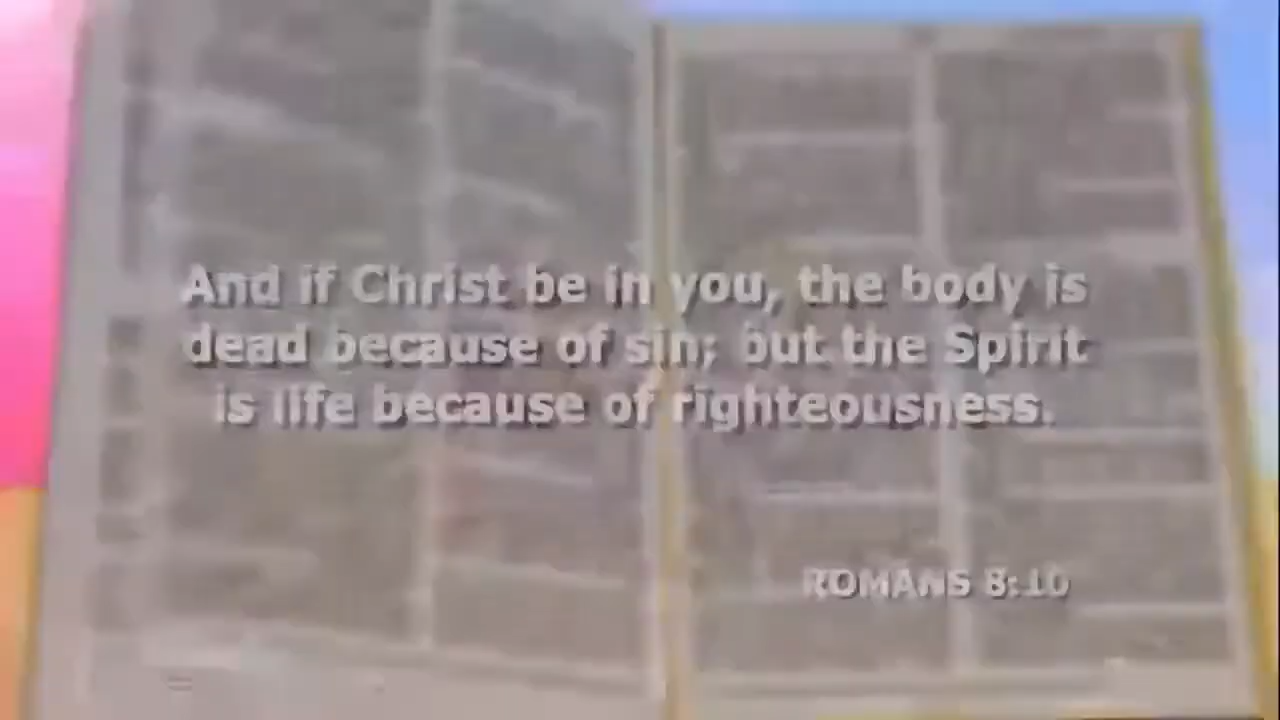 And if Christ be in you, the body is
dead because of sin; but the Spirit
is life because of righteousness.
ROMANS 8:10